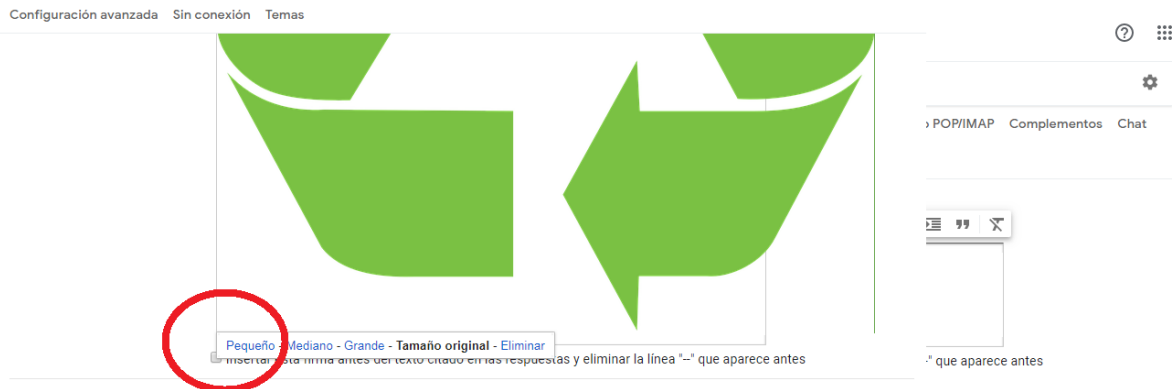 Configuración avanzada Sin conexión Temas
POP/IMAP Complementos Chat
Pequeño - Mediano - Grande - Tamaño original - Eliminar
Insertar esta firma antes del texto citado en las respuestas y eliminar la línea "--" que aparece antes
-" que aparece antes